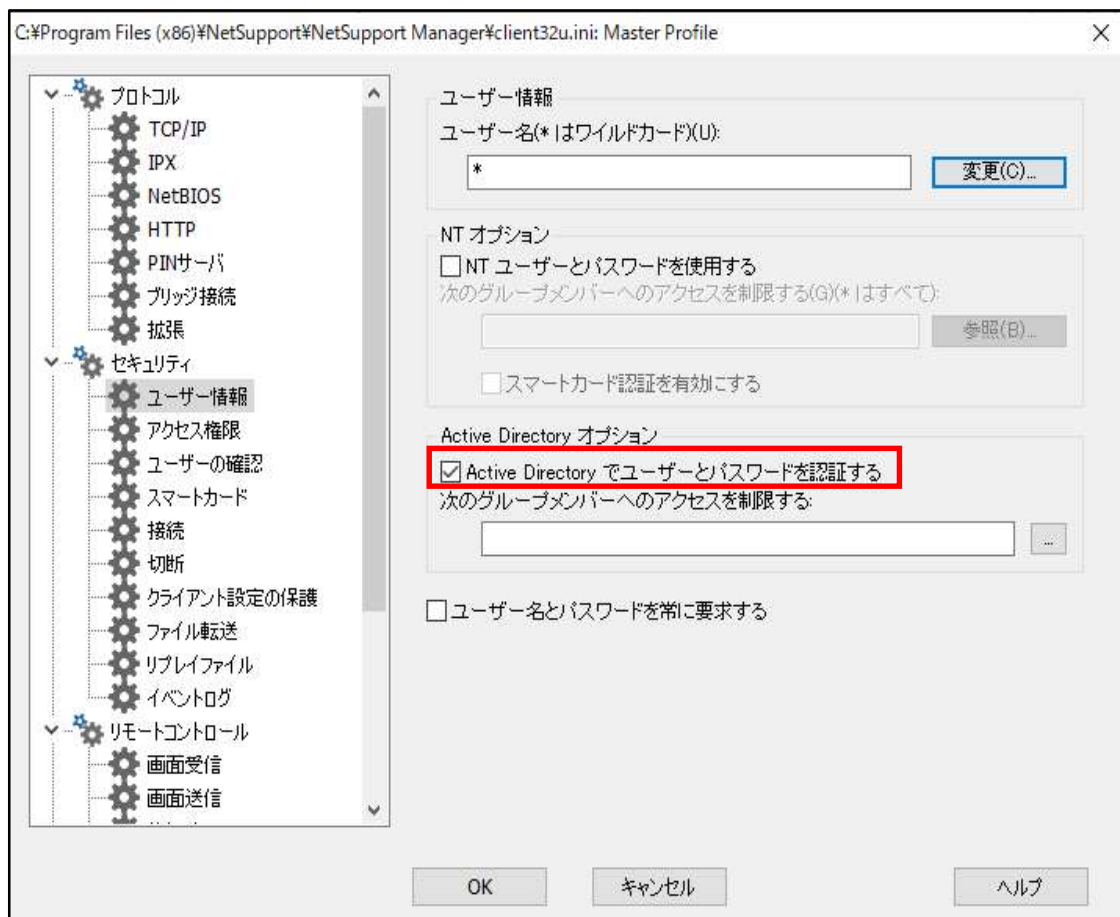 C:¥Program Files (x86)¥NetSupport¥NetSupport Manager¥client32u.ini: Master Profile
プロトコル
TCP/IP
IPX
NetBIOS
HTTP
PINサーバ
ブリッジ接続
拡張
セキュリティ
ユーザー情報
アクセス権限
ユーザーの確認
スマートカード
接続
切断
クライアント設定の保護
ファイル転送
リプレイファイル
イベントログ
リモートコントロール
画面受信
画面送信
ユーザー情報
ユーザー名(* はワイルドカード)(U):
*
変更(C)...
NT オプション
NT ユーザーとパスワードを使用する
次のグループメンバーへのアクセスを制限する(G)(* はすべて):
参照(B)...
スマートカード認証を有効にする
Active Directory オプション
Active Directory でユーザーとパスワードを認証する
次のグループメンバーへのアクセスを制限する:
...
ユーザー名とパスワードを常に要求する
OK
キャンセル
ヘルプ